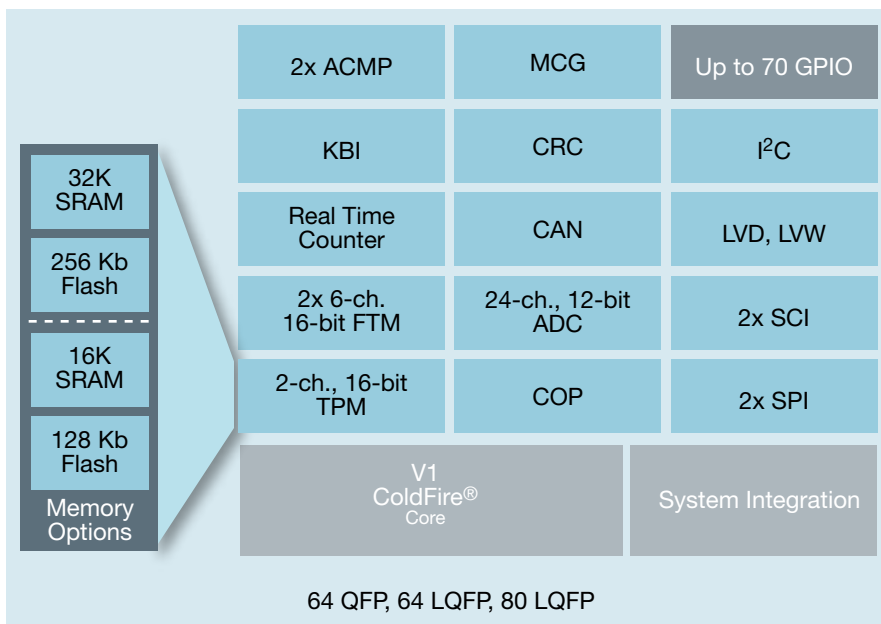 2x ACMP
MCG
Up to 70 GPIO
KBI
CRC
I²C
32K
SRAM
Real Time
Counter
CAN
LVD, LVW
256 Kb
Flash
2x 6-ch.
16-bit FTM
24-ch., 12-bit
ADC
2x SCI
16K
SRAM
2-ch., 16-bit
TPM
COP
2x SPI
128 Kb
Flash
Memory
Options
V1
ColdFire®
Core
System Integration
64 QFP, 64 LQFP, 80 LQFP